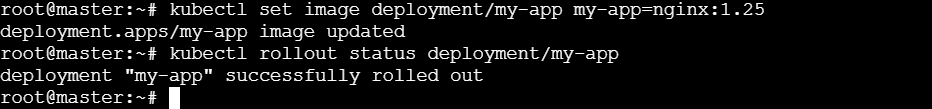 root@master:~# kubectl set image deployment/my-app my-app=nginx:1.25
deployment.apps/my-app image updated
root@master:~# kubectl rollout status deployment/my-app
deployment "my-app" successfully rolled out
root@master:~#